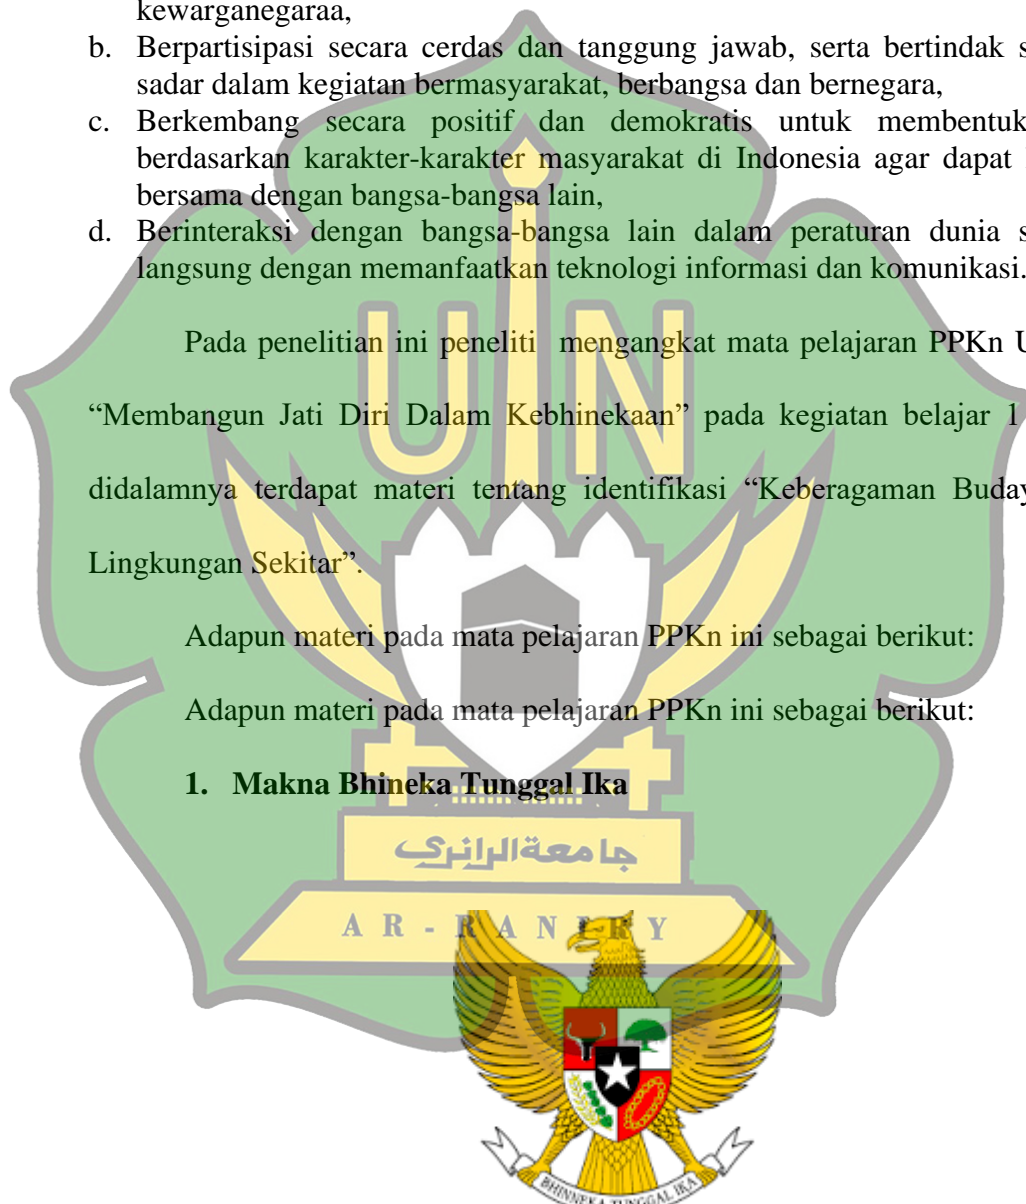 kewarganegaraa,
b. Berpartisipasi secara cerdas dan tanggung jawab, serta bertindak
sadar dalam kegiatan bermasyarakat, berbangsa dan bernegara,
c. Berkembang secara positif dan demokratis untuk membentuk
berdasarkan karakter-karakter masyarakat di Indonesia agar dapat
bersama dengan bangsa-bangsa lain,
d. Berinteraksi dengan bangsa-bangsa lain dalam peraturan dunia
langsung dengan memanfaatkan teknologi informasi dan komunikasi.
Pada penelitian ini peneliti mengangkat mata pelajaran PPKn
“Membangun Jati Diri Dalam Kebhinekaan” pada kegiatan belajar 1
didalamnya terdapat materi tentang identifikasi “Keberagaman
Lingkungan Sekitar”.
Adapun materi pada mata pelajaran PPKn ini sebagai berikut:
Adapun materi pada mata pelajaran PPKn ini sebagai berikut:
1. Makna Bhineka Tunggal Ika
UIN
جامعةالرانري
AR-RANIRY
BHINNEKA TUNGGAL IKA